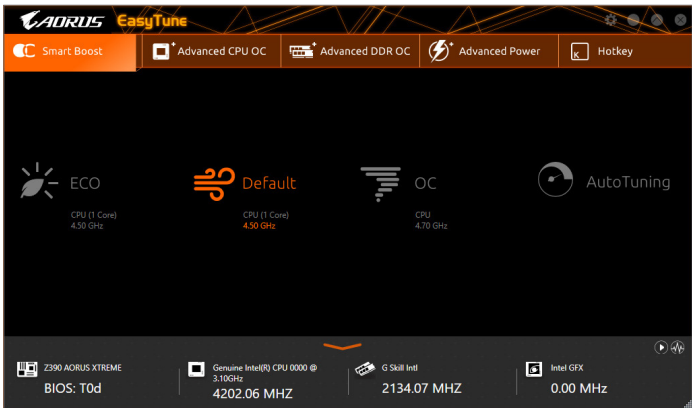 AORUS EasyTune
Smart Boost
Advanced CPU OC
Advanced DDR OC
Advanced Power
K
Hotkey
ECO
CPU (1 Core)
4.50 GHz
Default
CPU (1 Core)
4.50 GHz
OC
CPU
4.70 GHz
AutoTuning
Z390 AORUS XTREME
BIOS: T0d
Genuine Intel(R) CPU 0000 @
3.10GHz
4202.06 MHZ
G Skill Intl
2134.07 MHZ
Intel GFX
0.00 MHz